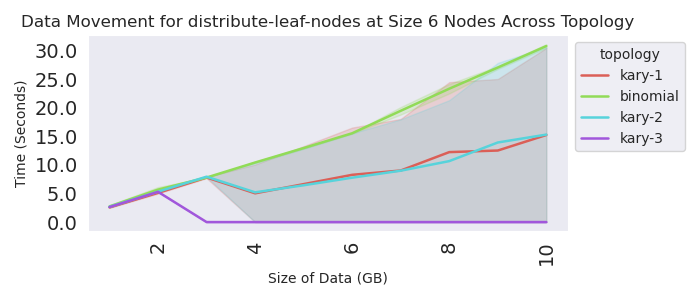 Data Movement for distribute-leaf-nodes at Size 6 Nodes Across Topology
Time (Seconds)
30.0
25.0
20.0
15.0
10.0
5.0
0.0
2
4
6
8
10
Size of Data (GB)
topology
kary-1
binomial
kary-2
kary-3